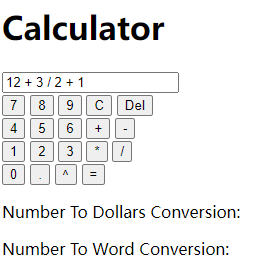 Calculator
12 + 3 / 2 + 1
7 8 9 C Del
4 5 6 + -
1 2 3 * /
0 . ^ =
Number To Dollars Conversion:
Number To Word Conversion: